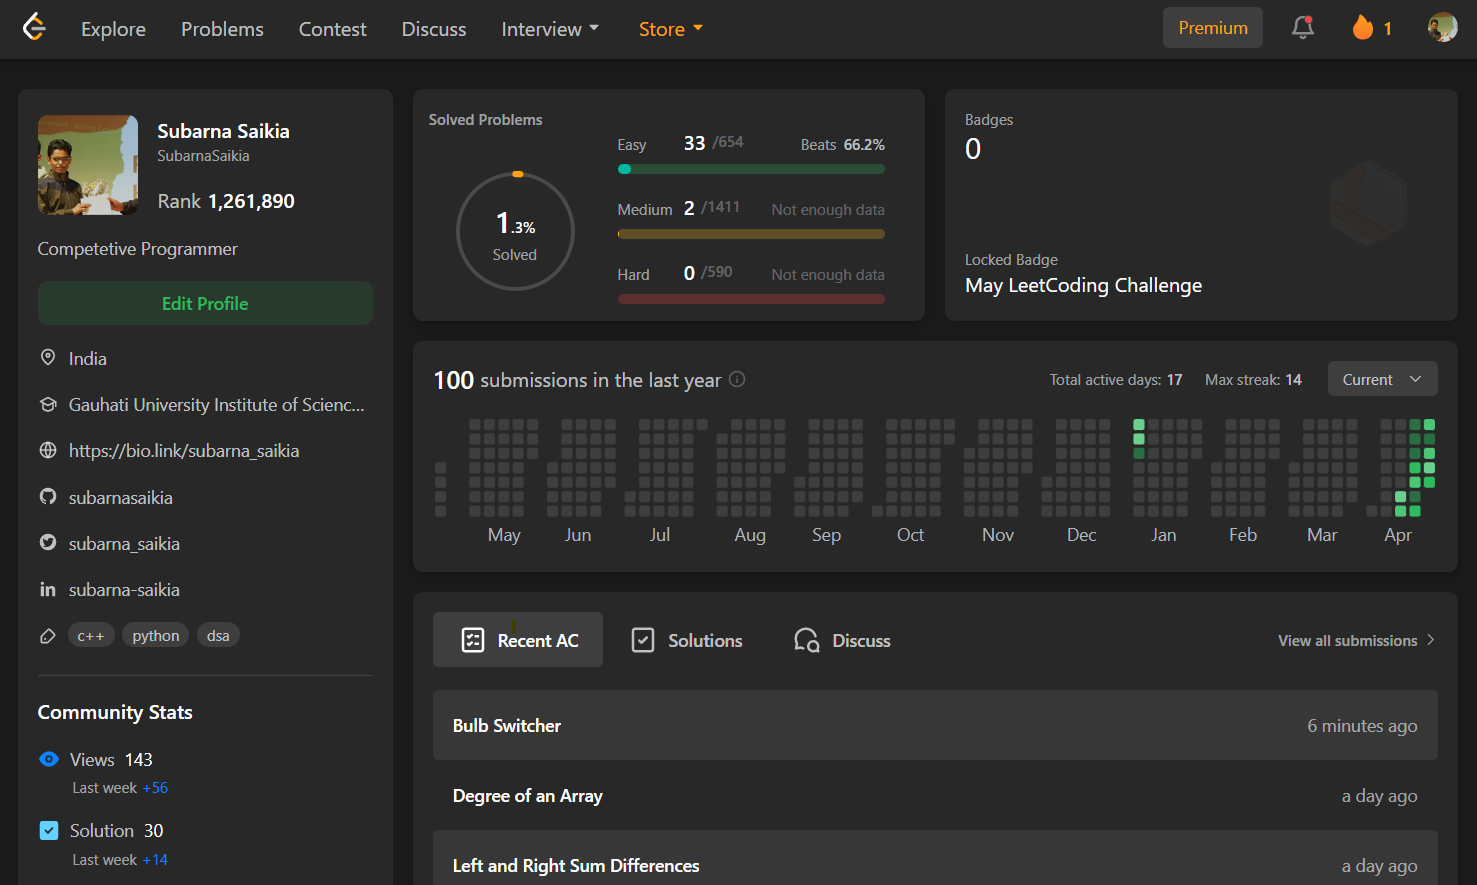 Explore Problems Contest Discuss Interview Store Premium 1
Subarna Saikia
SubarnaSaikia
Rank 1,261,890
Competetive Programmer
Edit Profile
India
Gauhati University Institute of Scienc...
https://bio.link/subarna_saikia
subarnasaikia
subarna_saikia
subarna-saikia
c++ python dsa
Community Stats
Views 143
Last week +56
Solution 30
Last week +14
Solved Problems
1.3%
Solved
Easy 33 /654 Beats 66.2%
Medium 2 /1411 Not enough data
Hard 0 /590 Not enough data
Badges
0
Locked Badge
May LeetCoding Challenge
100 submissions in the last year Total active days: 17 Max streak: 14 Current
May Jun Jul Aug Sep Oct Nov Dec Jan Feb Mar Apr
Recent AC Solutions Discuss View all submissions
Bulb Switcher 6 minutes ago
Degree of an Array a day ago
Left and Right Sum Differences a day ago